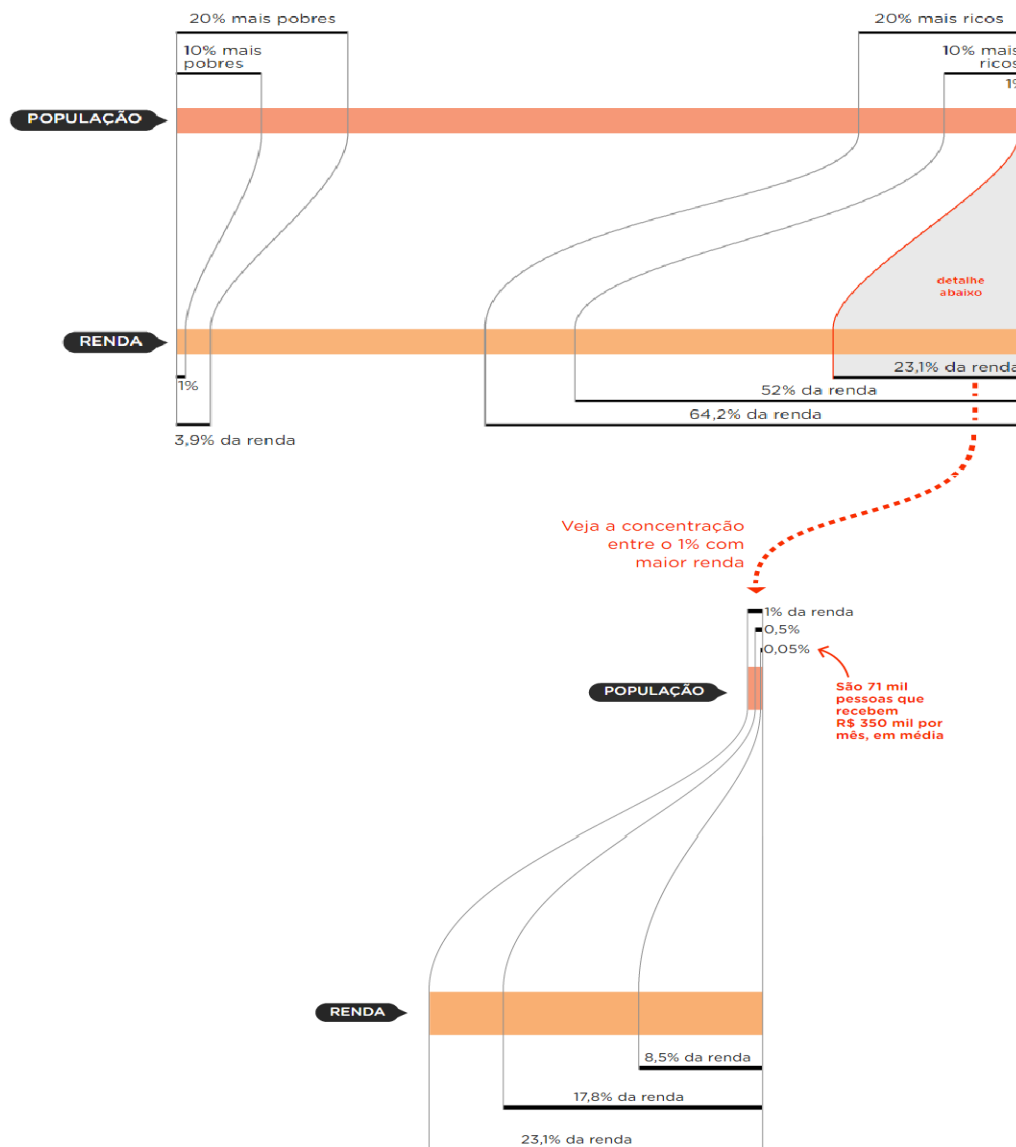 20% mais pobres
20% mais ricos
10% mais
pobres
10% mais
ricos
1%
POPULAÇÃO
detalhe
abaixo
RENDA
23,1% da renda
1%
52% da renda
64,2% da renda
3,9% da renda
Veja a concentração
entre o 1% com
maior renda
1% da renda
0,5%
0,05%
POPULAÇÃO
São 71 mil
pessoas que
recebem
R$ 350 mil por
mês, em média
RENDA
8,5% da renda
17,8% da renda
23,1% da renda